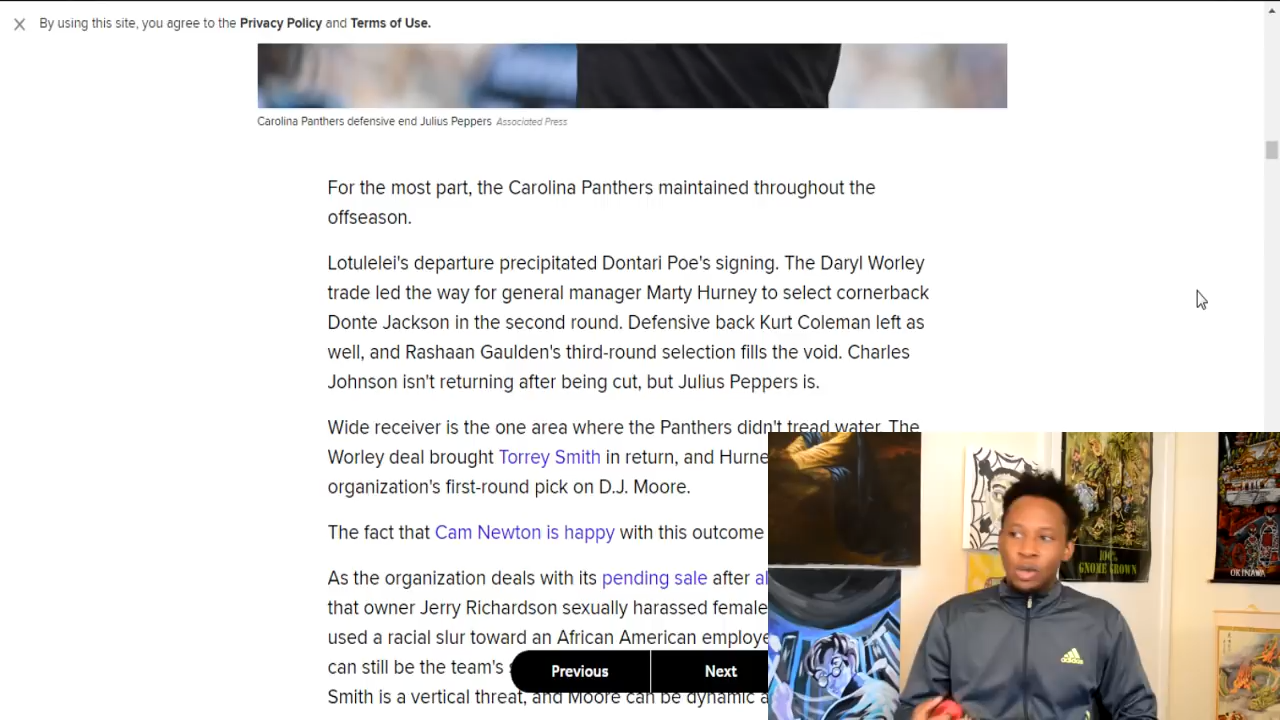 By using this site, you agree to the Privacy Policy and Terms of Use.
Carolina Panthers defensive end Julius Peppers Associated Press
For the most part, the Carolina Panthers maintained throughout the
offseason.
Lotulelei's departure precipitated Dontari Poe's signing. The Daryl Worley
trade led the way for general manager Marty Hurney to select cornerback
Donte Jackson in the second round. Defensive back Kurt Coleman left as
well, and Rashaan Gaulden's third-round selection fills the void. Charles
Johnson isn't returning after being cut, but Julius Peppers is.
Wide receiver is the one area where the Panthers didn't tread water. The
Worley deal brought Torrey Smith in return, and Hurne
organization's first-round pick on D.J. Moore.
The fact that Cam Newton is happy with this outcome
As the organization deals with its pending sale after al
that owner Jerry Richardson sexually harassed female
used a racial slur toward an African American employe
can still be the team's
Smith is a vertical threat, and Moore can be dynamic a
Previous
Next
100%
GNOME GROWN
OKINAWA
adidas